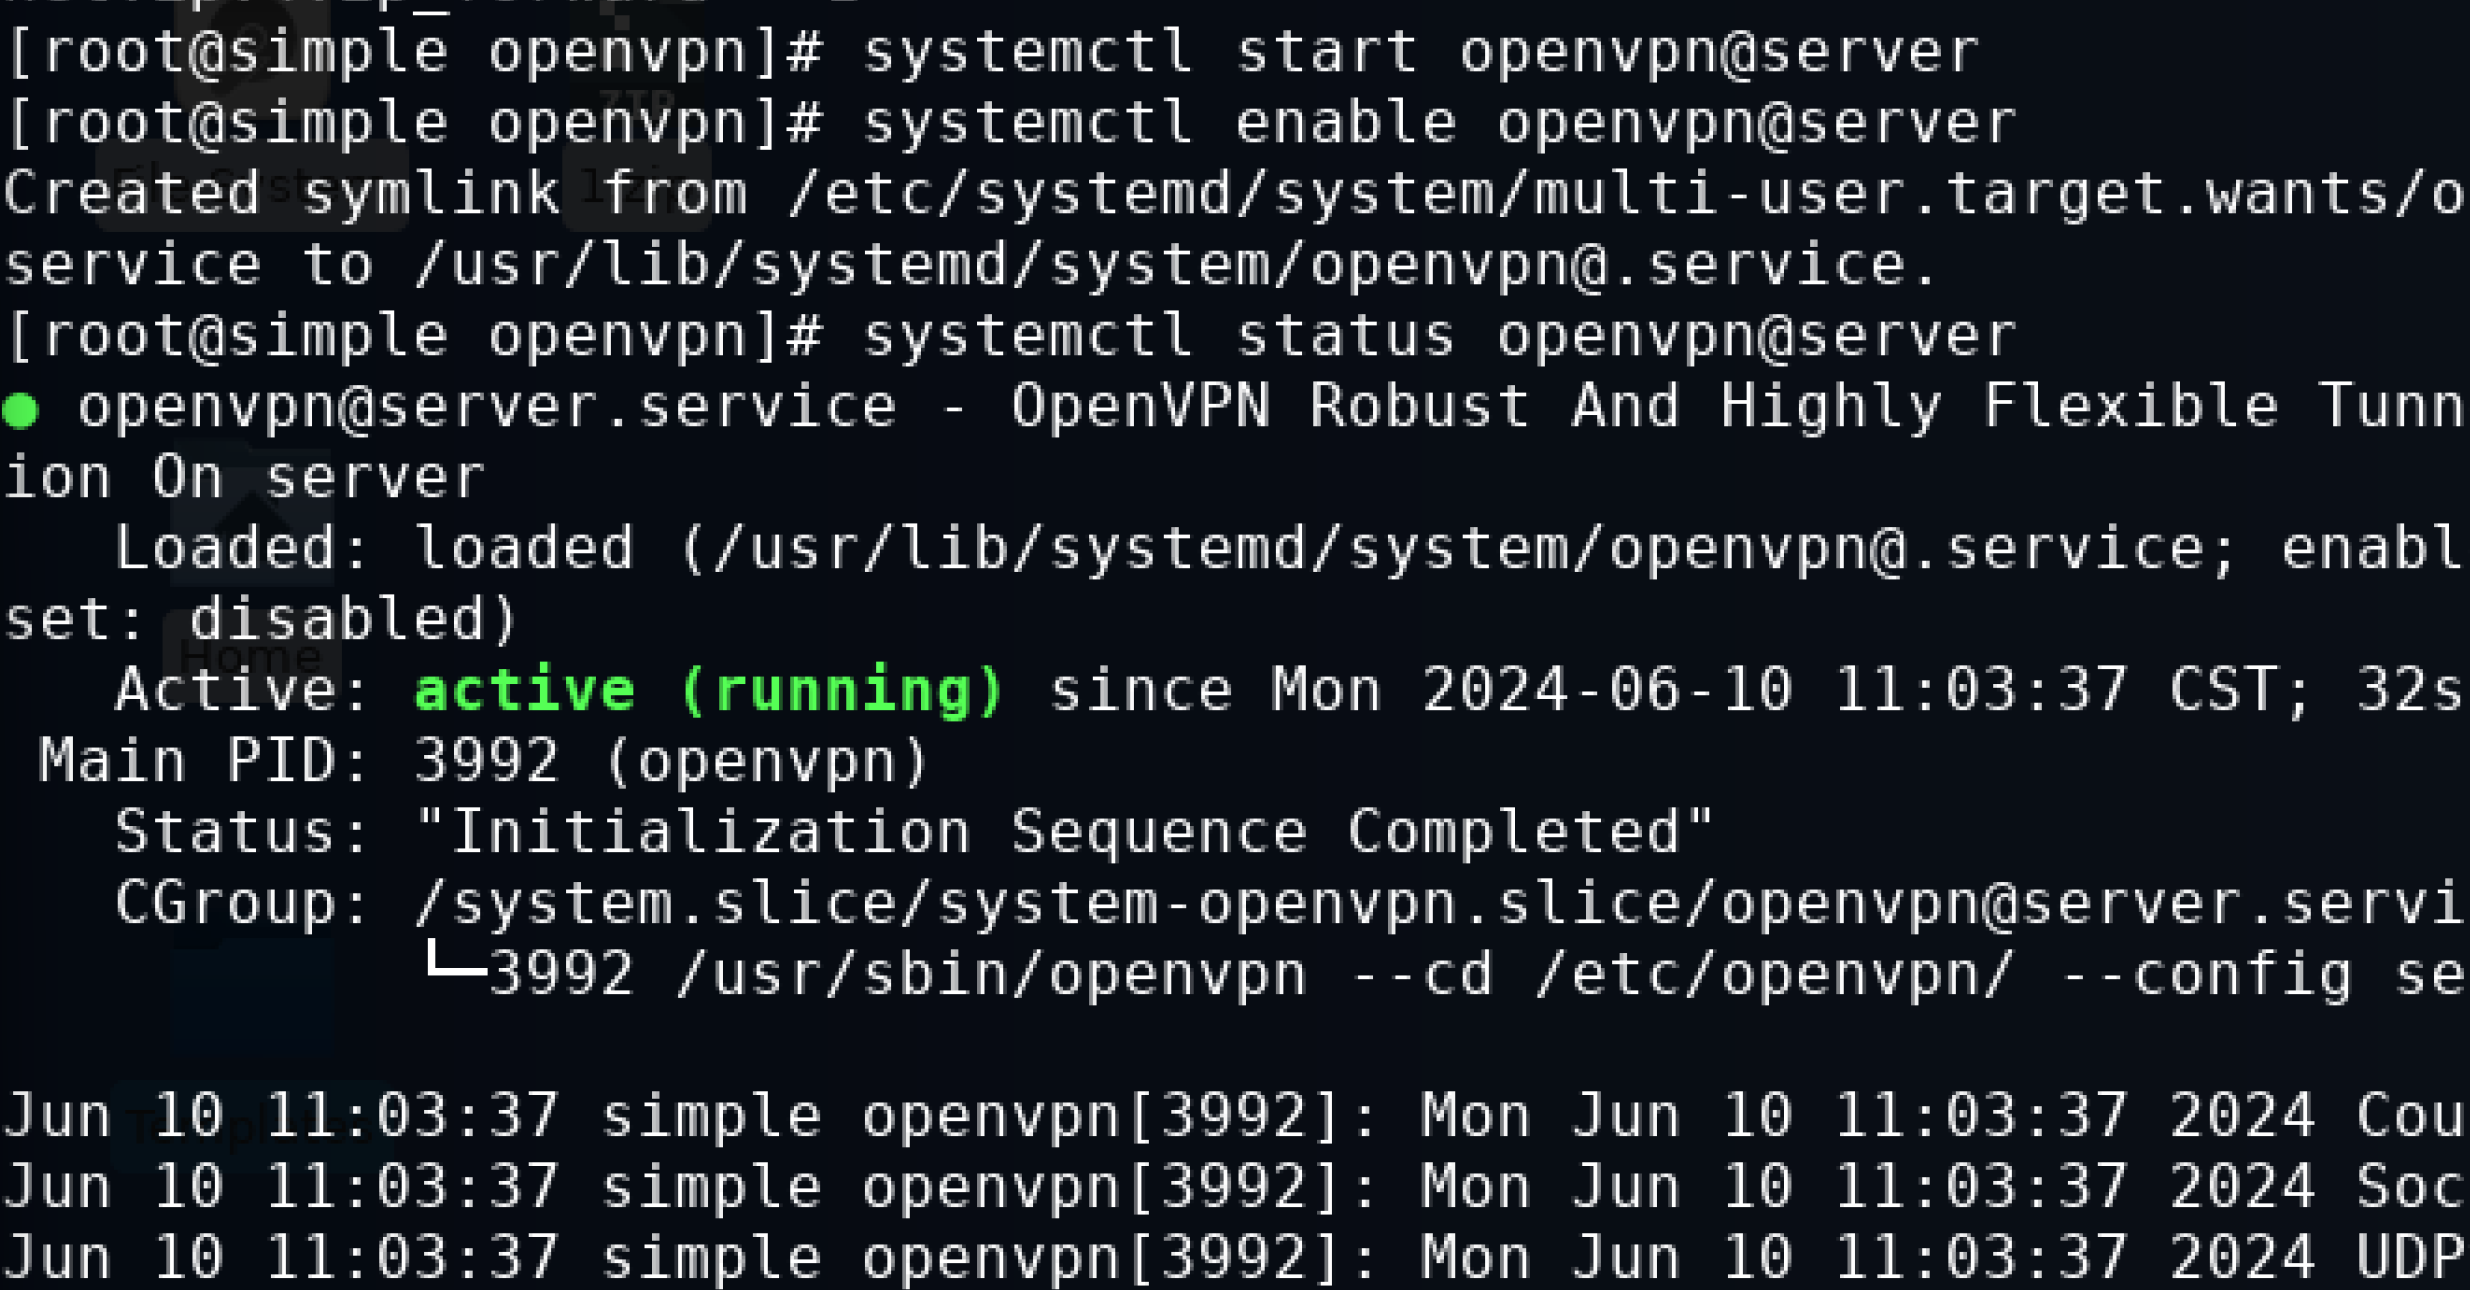 [root@simple openvpn]# systemctl start openvpn@server
[root@simple openvpn]# systemctl enable openvpn@server
Created symlink from /etc/systemd/system/multi-user.target.wants/o
service to /usr/lib/systemd/system/openvpn@.service.
[root@simple openvpn]# systemctl status openvpn@server
● openvpn@server.service - OpenVPN Robust And Highly Flexible Tunn
ion On server
   Loaded: loaded (/usr/lib/systemd/system/openvpn@.service; enabl
set: disabled)
   Active: active (running) since Mon 2024-06-10 11:03:37 CST; 32s
 Main PID: 3992 (openvpn)
   Status: "Initialization Sequence Completed"
   CGroup: /system.slice/system-openvpn.slice/openvpn@server.servi
           └─3992 /usr/sbin/openvpn --cd /etc/openvpn/ --config se
Jun 10 11:03:37 simple openvpn[3992]: Mon Jun 10 11:03:37 2024 Cou
Jun 10 11:03:37 simple openvpn[3992]: Mon Jun 10 11:03:37 2024 Soc
Jun 10 11:03:37 simple openvpn[3992]: Mon Jun 10 11:03:37 2024 UDP
Home